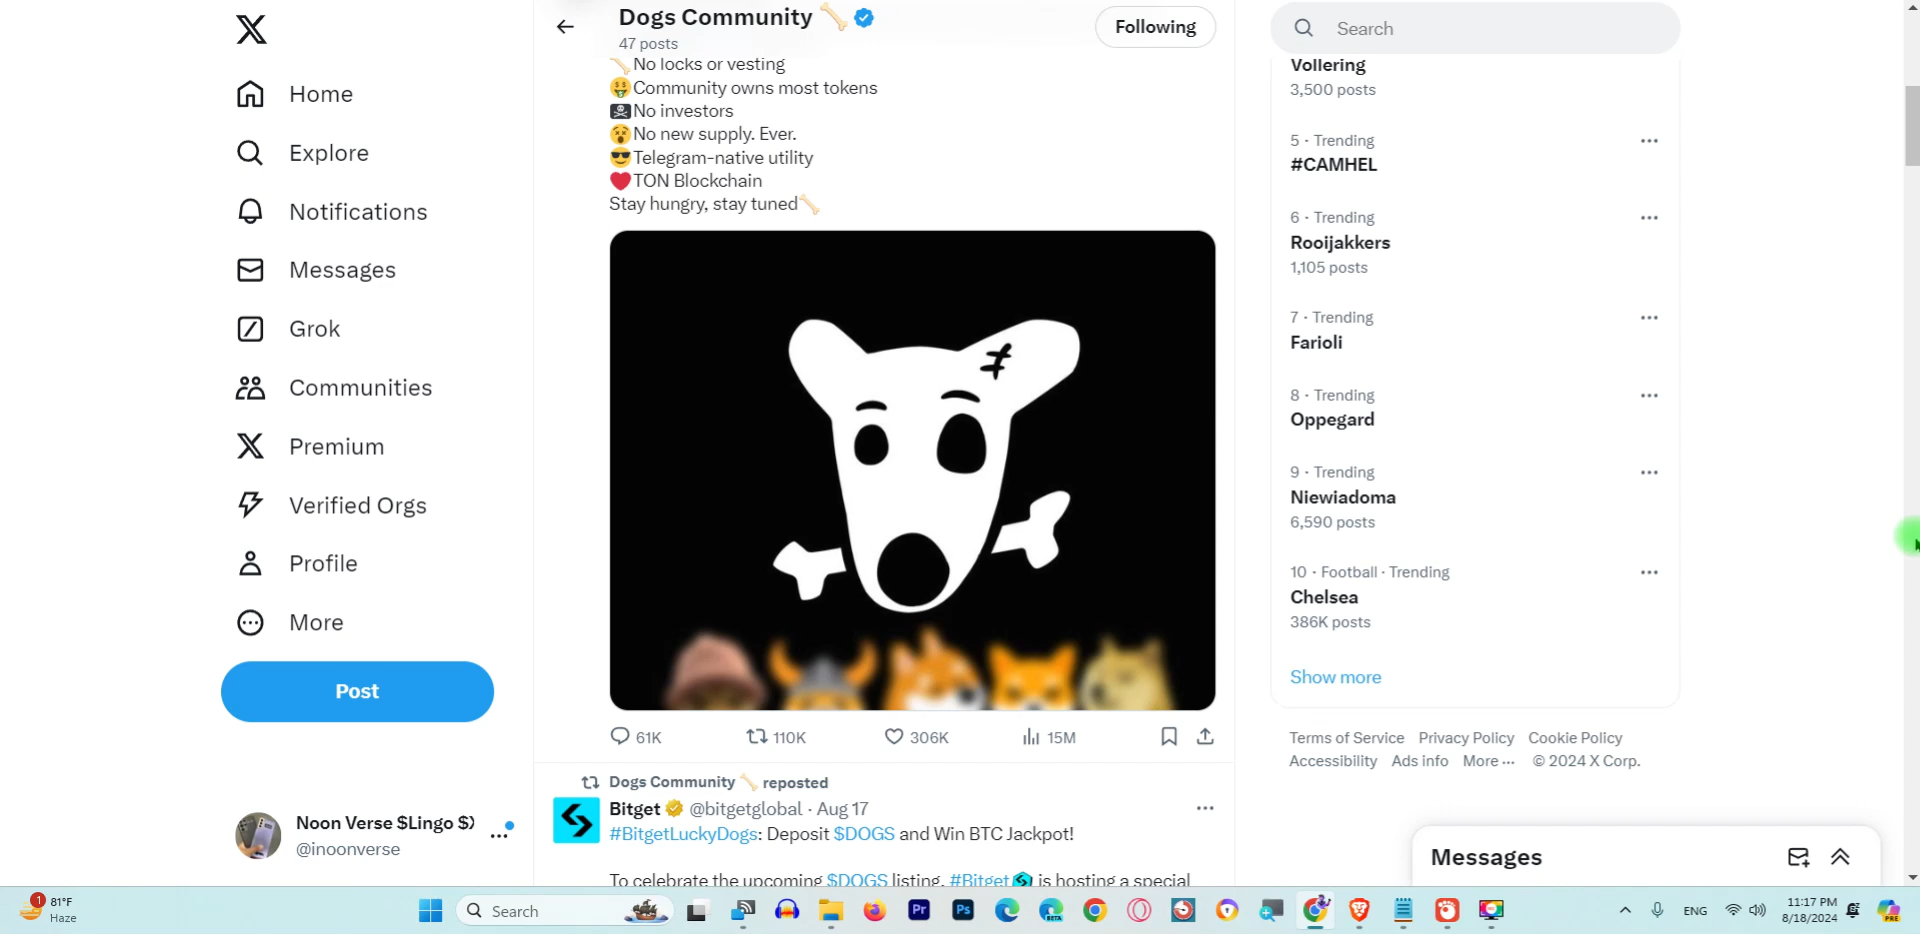 Home
Explore
Notifications
Messages
Grok
Communities
Premium
Verified Orgs
Profile
More
Post
Noon Verse $Lingo $)
@inoonverse
Dogs Community
47 posts
Following
No locks or vesting
Community owns most tokens
No investors
No new supply. Ever.
Telegram-native utility
TON Blockchain
Stay hungry, stay tuned
61K 110K 306K 15M
Dogs Community reposted
Bitget @bitgetglobal · Aug 17
#BitgetLuckyDogs: Deposit $DOGS and Win BTC Jackpot!
To celebrate the upcoming $DOGS listing, #Bitget is hosting a special
Search
Vollering
3,500 posts
5 · Trending
#CAMHEL
6 · Trending
Rooijakkers
1,105 posts
7 · Trending
Farioli
8 · Trending
Oppegard
9 · Trending
Niewiadoma
6,590 posts
10 · Football · Trending
Chelsea
386K posts
Show more
Terms of Service Privacy Policy Cookie Policy
Accessibility Ads info More ··· © 2024 X Corp.
Messages
1
81°F
Haze
Search
Pr
Ps
BETA
ENG
11:17 PM
8/18/2024
PRE